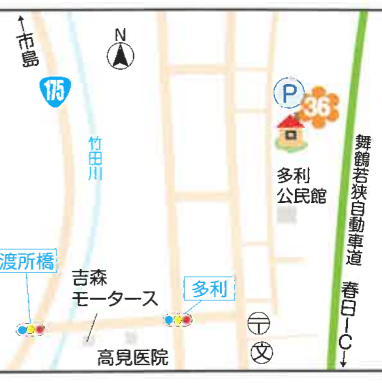 ←市島
N
175
P
36
竹田川
多利
公民館
舞鶴若狭自動車道
春日IC→
渡所橋
吉森
モータース
多利
高見医院
〒
文